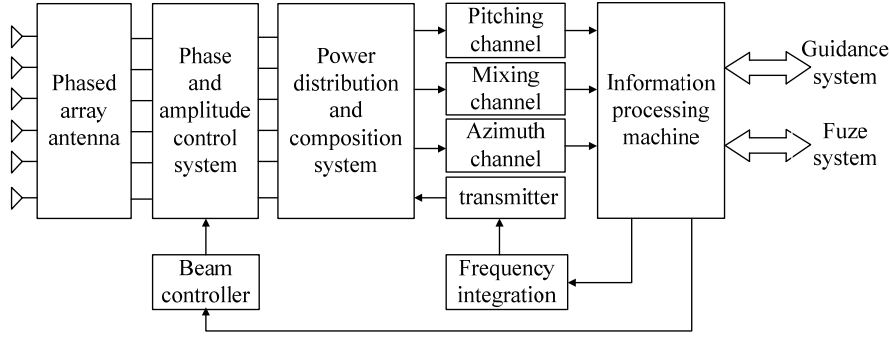 Phased
array
antenna
Phase
and
amplitude
control
system
Power
distribution
and
composition
system
Pitching
channel
Mixing
channel
Azimuth
channel
transmitter
Information
processing
machine
Guidance
system
Fuze
system
Beam
controller
Frequency
integration